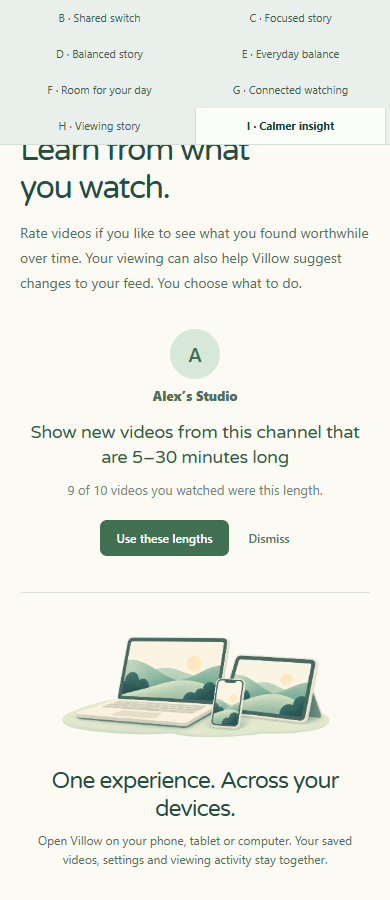 B · Shared switch
C · Focused story
D · Balanced story
E · Everyday balance
F · Room for your day
G · Connected watching
H · Viewing story
I · Calmer insight
Learn from what
you watch.
Rate videos if you like to see what you found worthwhile
over time. Your viewing can also help Villow suggest
changes to your feed. You choose what to do.
A
Alex’s Studio
Show new videos from this channel that
are 5–30 minutes long
9 of 10 videos you watched were this length.
Use these lengths
Dismiss
One experience. Across your
devices.
Open Villow on your phone, tablet or computer. Your saved
videos, settings and viewing activity stay together.